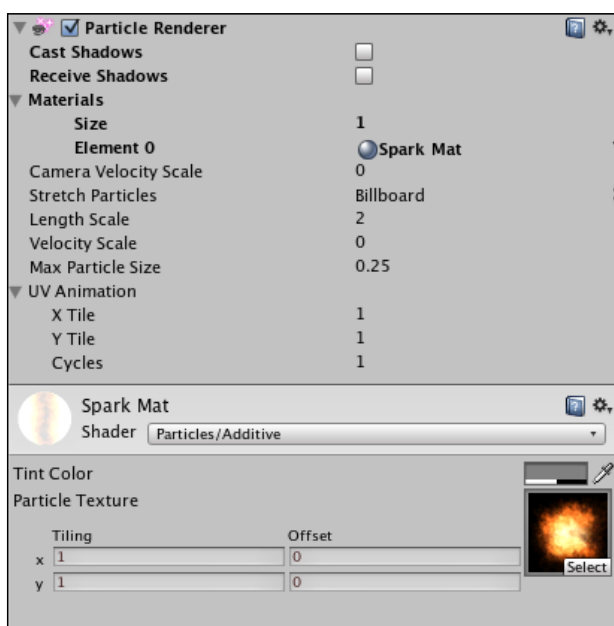 Particle Renderer
Cast Shadows
Receive Shadows
Materials
Size 1
Element 0 Spark Mat
Camera Velocity Scale 0
Stretch Particles Billboard
Length Scale 2
Velocity Scale 0
Max Particle Size 0.25
UV Animation
X Tile 1
Y Tile 1
Cycles 1
Spark Mat
Shader Particles/Additive
Tint Color
Particle Texture
Tiling Offset
x 1 0
y 1 0
Select